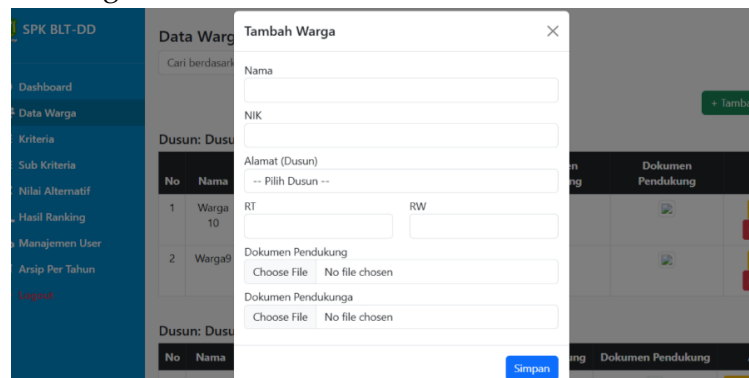 SPK BLT-DD
Dashboard
Data Warga
Kriteria
Sub Kriteria
Nilai Alternatif
Hasil Ranking
Manajemen User
Arsip Per Tahun
Logout
Data Warg
Cari berdasark
+ Tamba
Dusun: Dusu
No Nama
Dokumen Pendukung
1 Warga 10
2 Warga9
Dusun: Dusu
No Nama ng Dokumen Pendukung
Tambah Warga
Nama
NIK
Alamat (Dusun)
-- Pilih Dusun --
RT RW
Dokumen Pendukung
Choose File No file chosen
Dokumen Pendukunga
Choose File No file chosen
Simpan